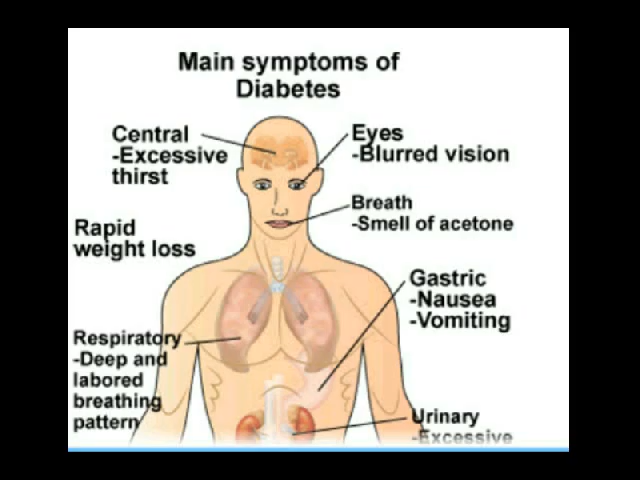 Main symptoms of
Diabetes
Central
-Excessive
thirst
Eyes
-Blurred vision
Breath
-Smell of acetone
Rapid
weight loss
Gastric
-Nausea
-Vomiting
Respiratory
-Deep and
labored
breathing
pattern
Urinary
-Excessive